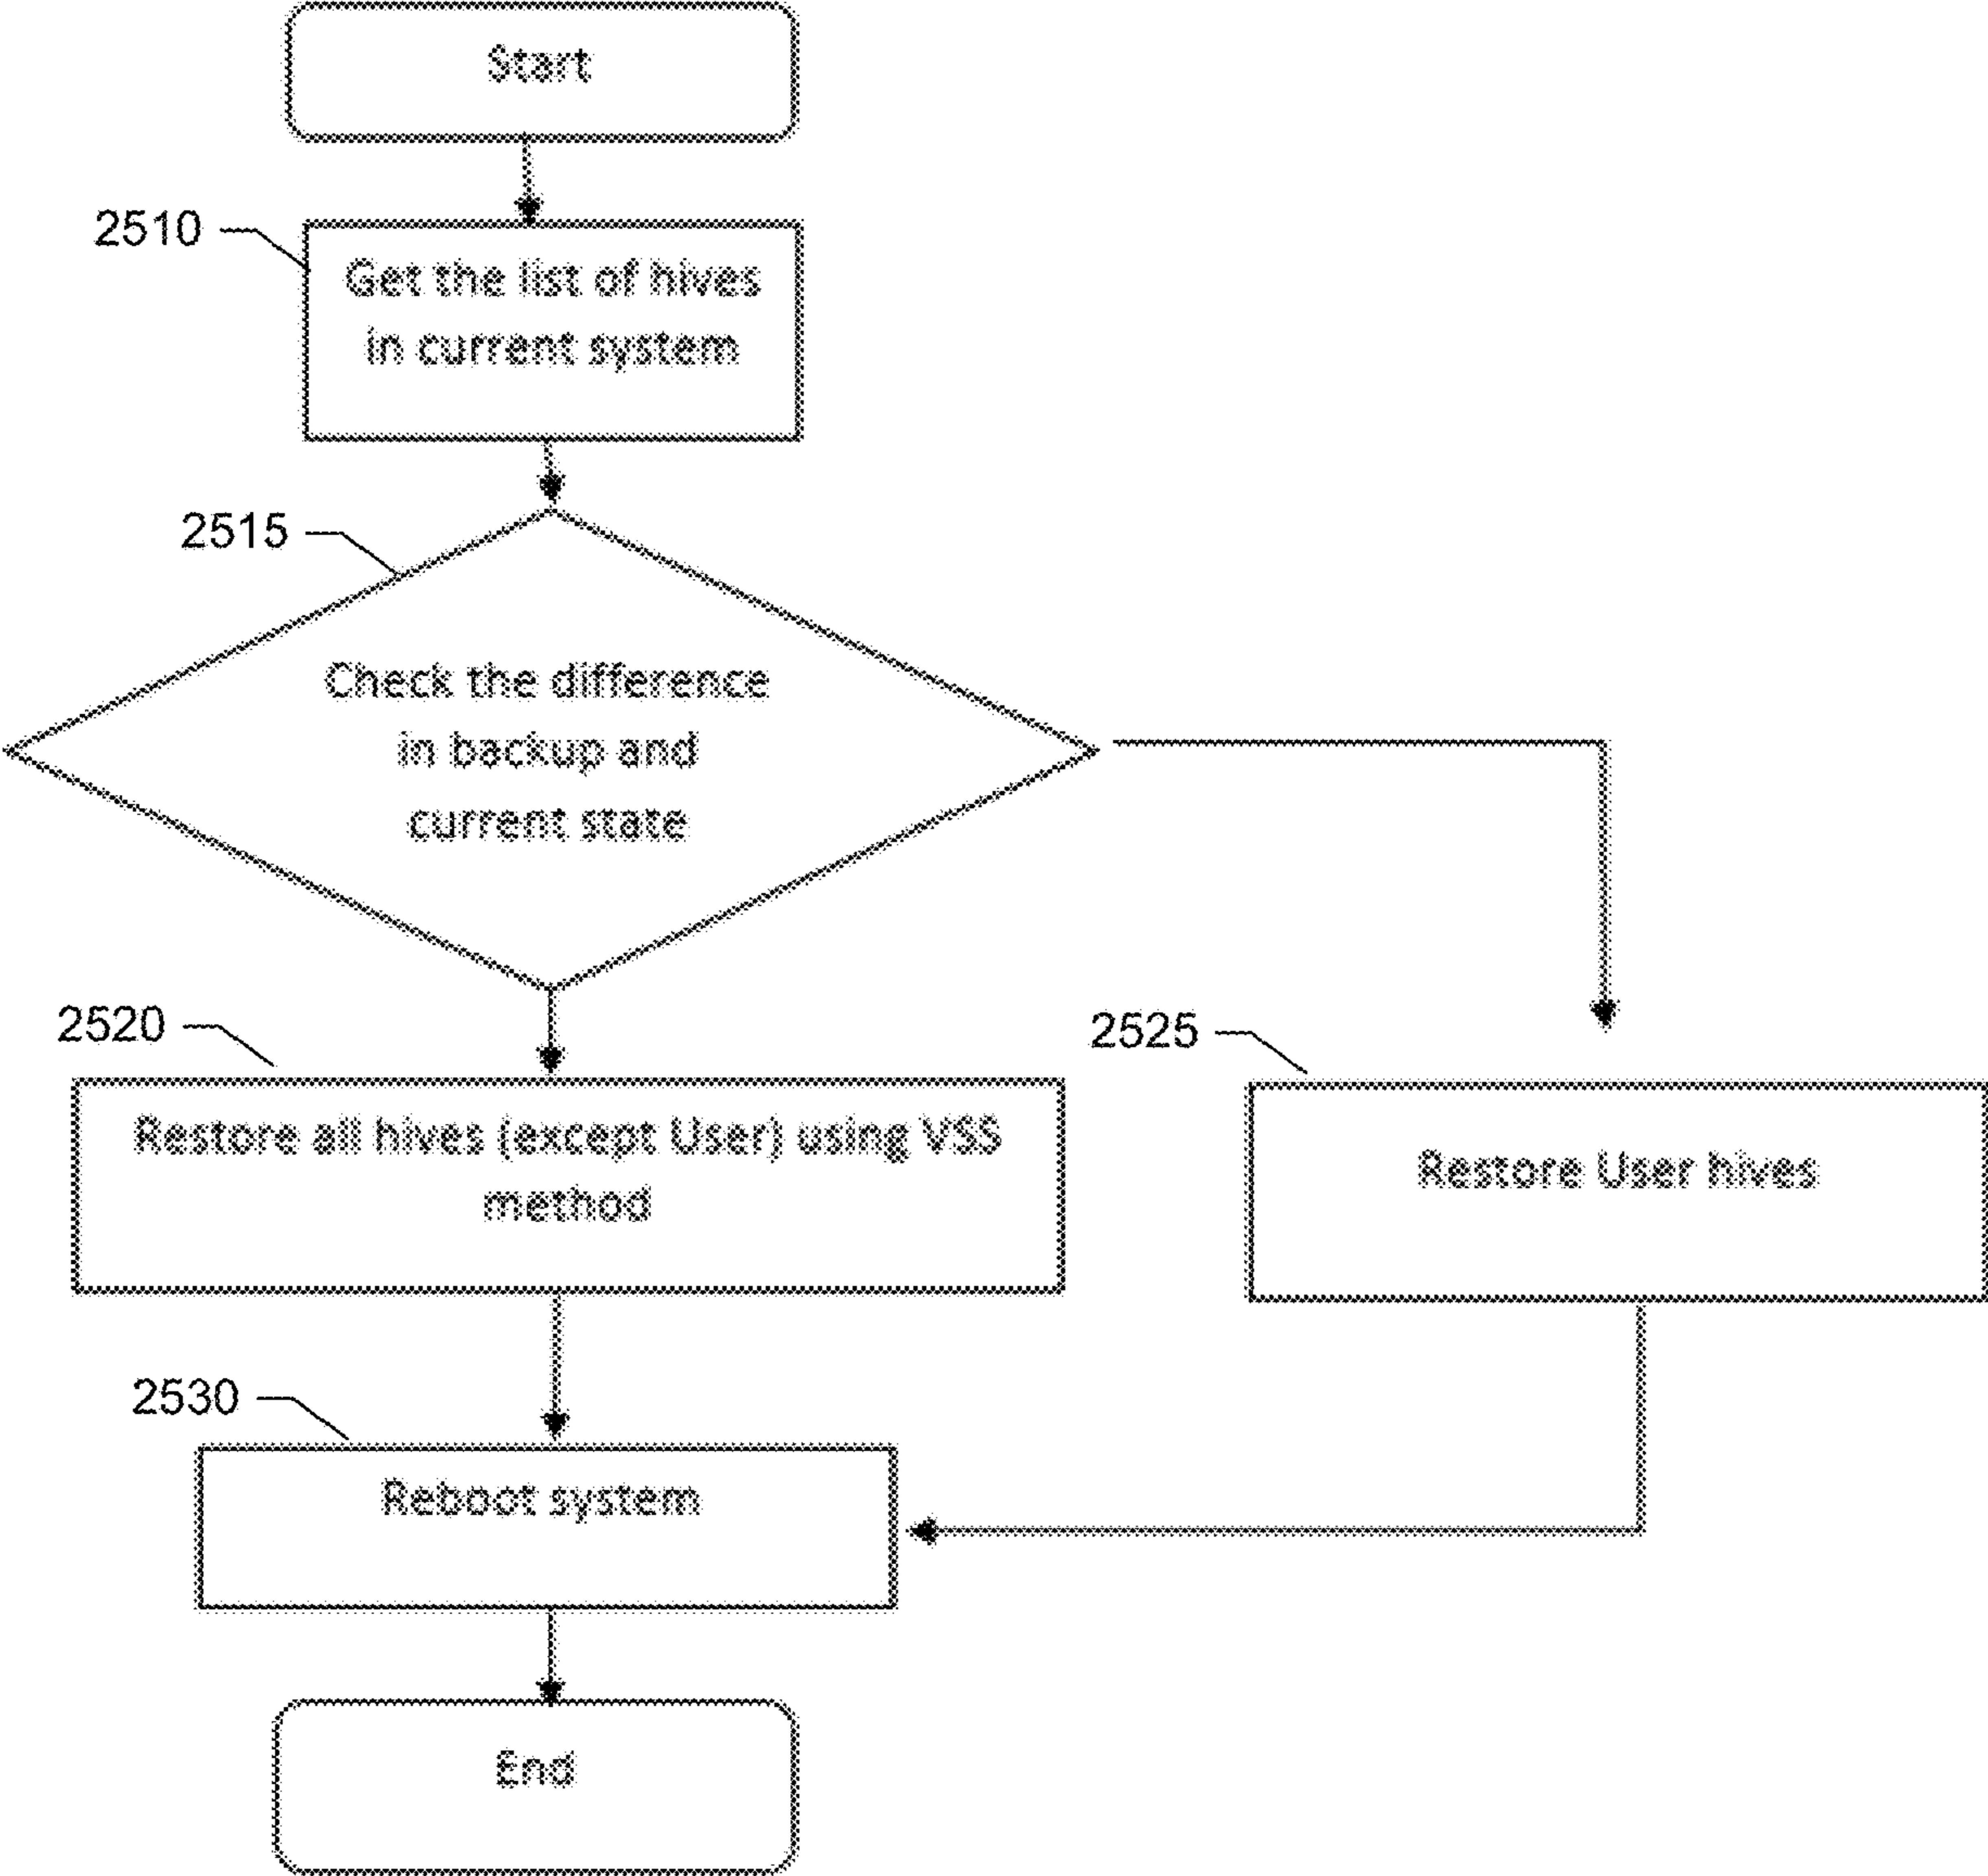 Start
2510
Get the list of hives
in current system
2515
Check the difference
in backup and
current state
2520
Restore all hives (except User) using VSS
method
2525
Restore User hives
2530
Reboot system
End